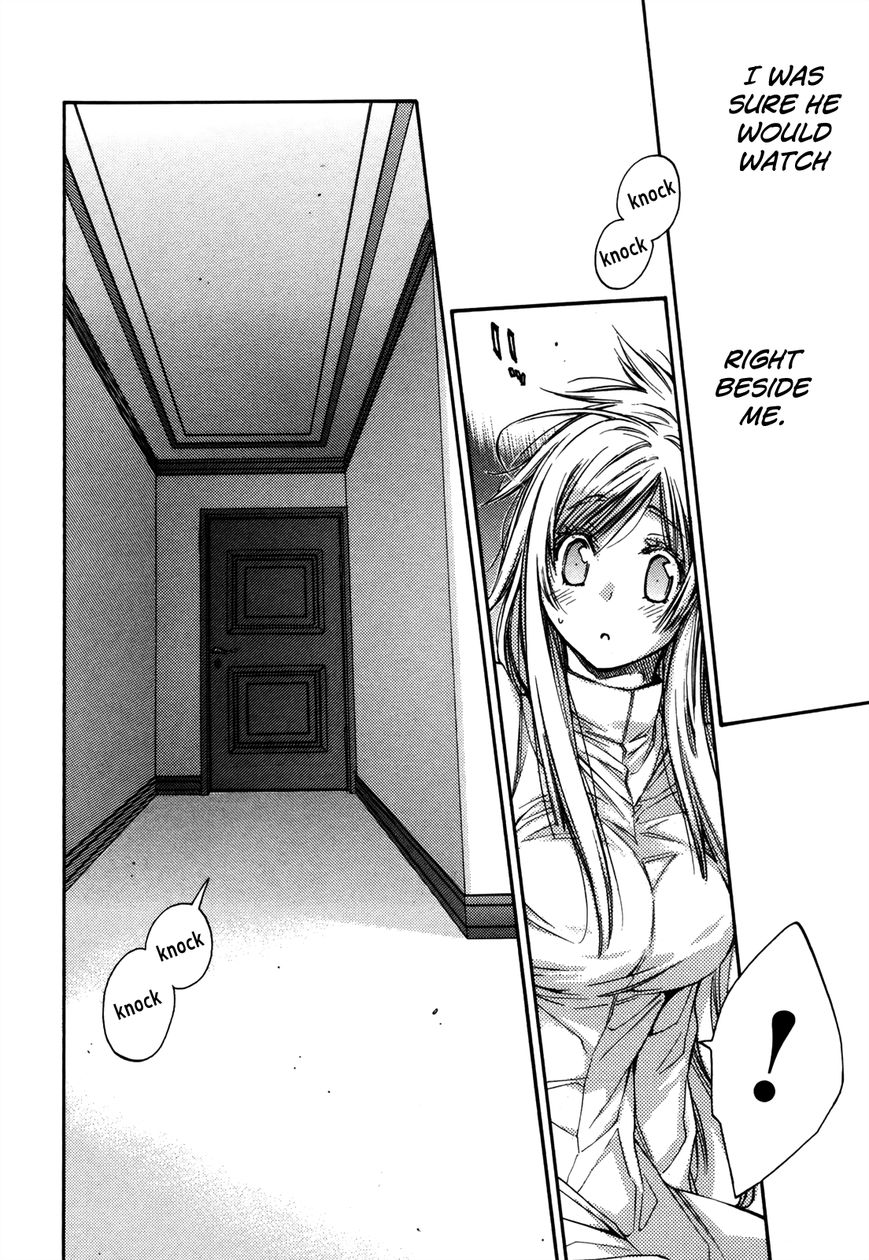 I WAS
SURE HE
WOULD
WATCH
RIGHT
BESIDE
ME.
knock
knock
!
knock
knock